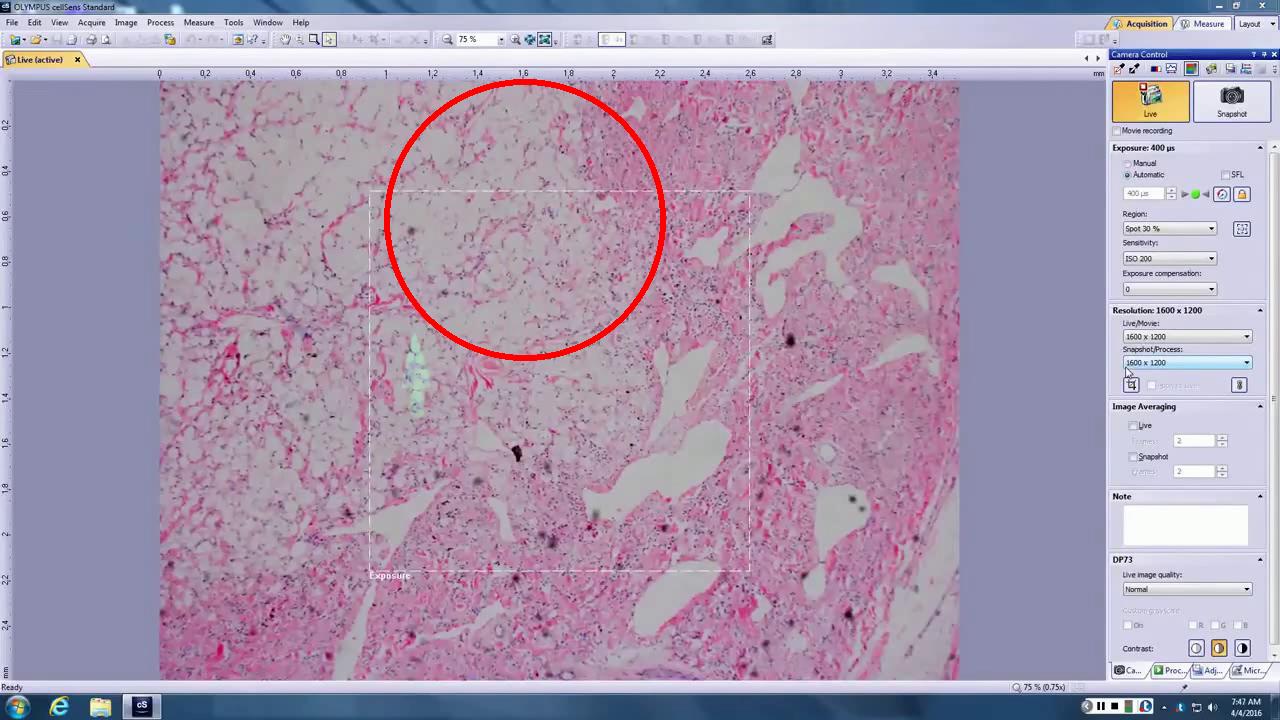 OLYMPUS cellSens Standard
File Edit View Acquire Image Process Measure Tools Window Help
Acquisition Measure Layout
75 %
Live (active)
0 0,2 0,4 0,6 0,8 1 1,2 1,4 1,6 1,8 2 2,2 2,4 2,6 2,8 3 3,2 3,4 mm
0,2
0,4
0,6
0,8
1
1,2
1,4
1,6
1,8
2
2,2
2,4
mm
Exposure
Camera Control
Live Snapshot
Movie recording
Exposure: 400 µs
Manual
Automatic SFL
400 µs
Region:
Spot 30 %
Sensitivity:
ISO 200
Exposure compensation:
0
Resolution: 1600 x 1200
Live/Movie:
1600 x 1200
Snapshot/Process:
1600 x 1200
Image Averaging
Live
Frames: 2
Snapshot
Frames: 2
Note
DP73
Live image quality:
Normal
Custom grayscale
On R G B
Contrast:
Ca... Proc... Adj... Micr...
Ready
75 % (0.75x)
cS
7:47 AM
4/4/2016